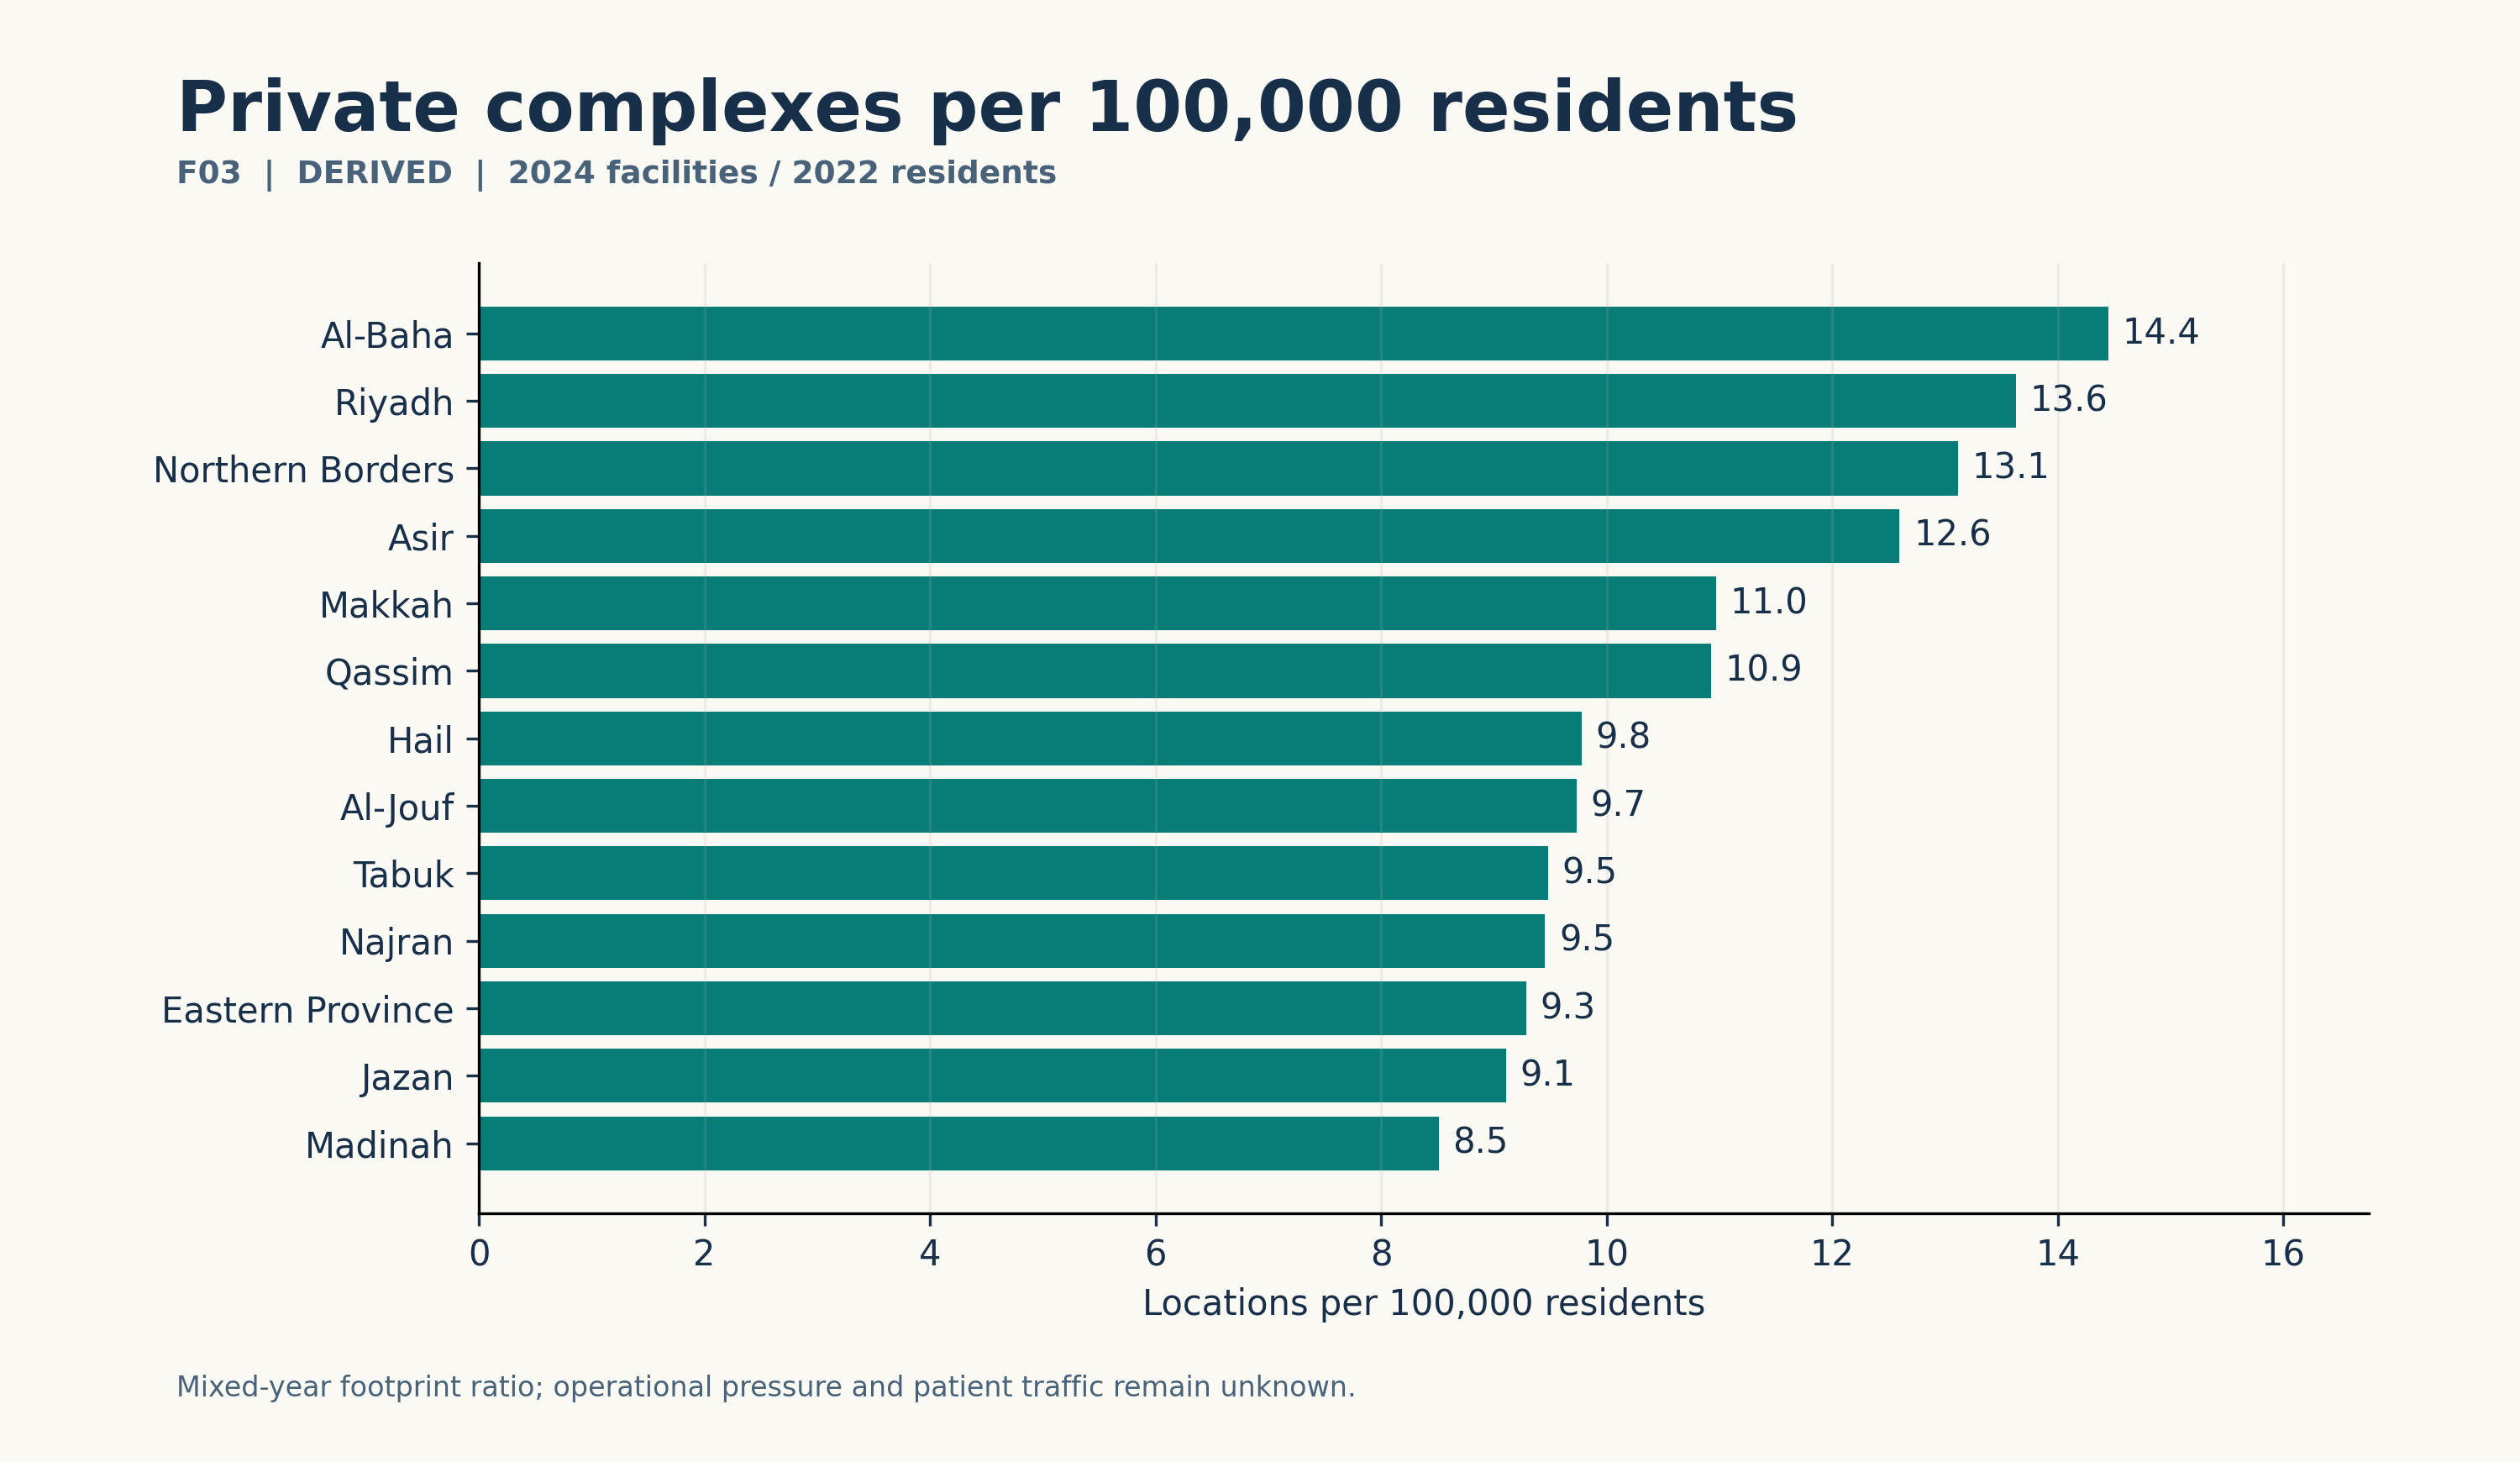 Private complexes per 100,000 residents
F03 | DERIVED | 2024 facilities / 2022 residents
Al-Baha 14.4
Riyadh 13.6
Northern Borders 13.1
Asir 12.6
Makkah 11.0
Qassim 10.9
Hail 9.8
Al-Jouf 9.7
Tabuk 9.5
Najran 9.5
Eastern Province 9.3
Jazan 9.1
Madinah 8.5
0 2 4 6 8 10 12 14 16
Locations per 100,000 residents
Mixed-year footprint ratio; operational pressure and patient traffic remain unknown.